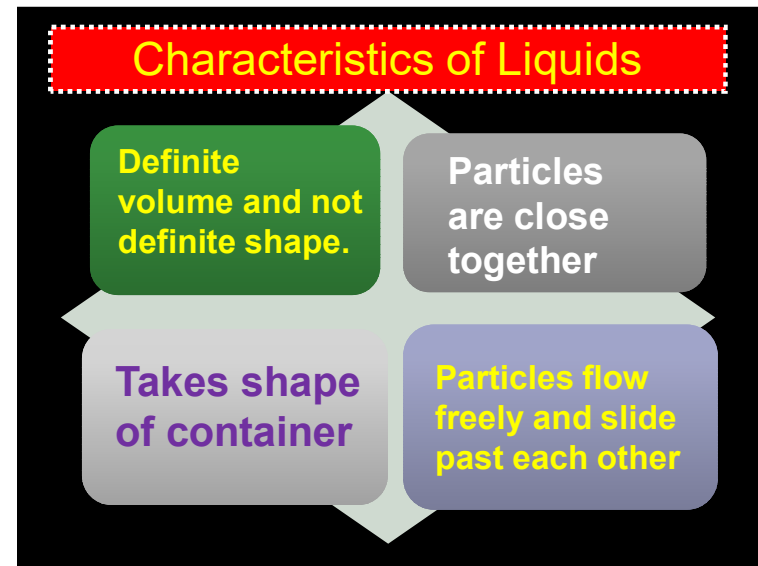 Characteristics of Liquids
Definite
volume and not
definite shape.
Particles
are close
together
Takes shape
of container
Particles flow
freely and slide
past each other